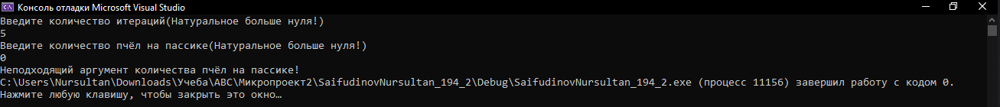 Консоль отладки Microsoft Visual Studio
Введите количество итераций(Натуральное больше нуля!)
5
Введите количество пчёл на пассике(Натуральное больше нуля!)
0
Неподходящий аргумент количества пчёл на пассике!
C:\Users\Nursultan\Downloads\Учеба\АВС\Микропроект2\SaifudinovNursultan_194_2\Debug\SaifudinovNursultan_194_2.exe (процесс 11156) завершил работу с кодом 0.
Нажмите любую клавишу, чтобы закрыть это окно…